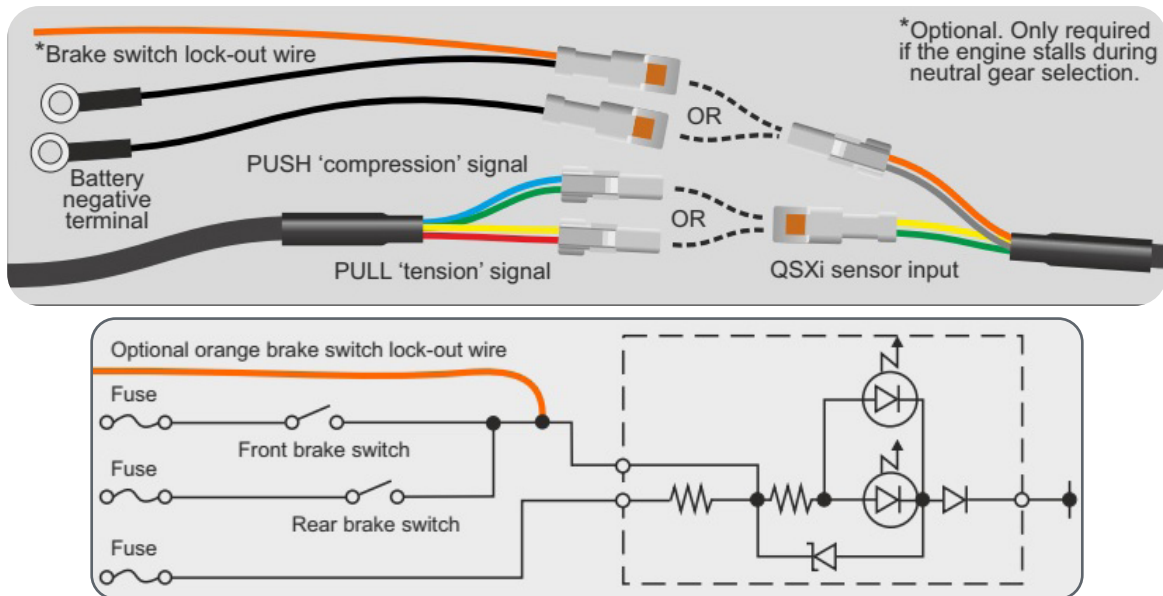 *Brake switch lock-out wire
*Optional. Only required
if the engine stalls during
neutral gear selection.
OR
Battery
negative
terminal
PUSH ‘compression’ signal
OR
PULL ‘tension’ signal
QSXi sensor input
Optional orange brake switch lock-out wire
Fuse
Front brake switch
Fuse
Rear brake switch
Fuse